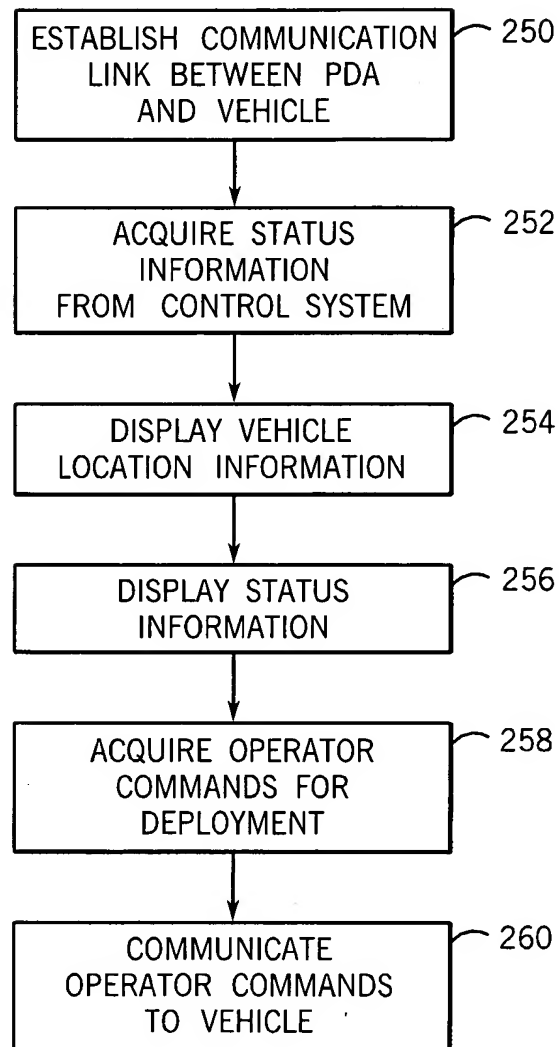 ESTABLISH COMMUNICATION
LINK BETWEEN PDA
AND VEHICLE
250
ACQUIRE STATUS
INFORMATION
FROM CONTROL SYSTEM
252
DISPLAY VEHICLE
LOCATION INFORMATION
254
DISPLAY STATUS
INFORMATION
256
ACQUIRE OPERATOR
COMMANDS FOR
DEPLOYMENT
258
COMMUNICATE
OPERATOR COMMANDS
TO VEHICLE
260